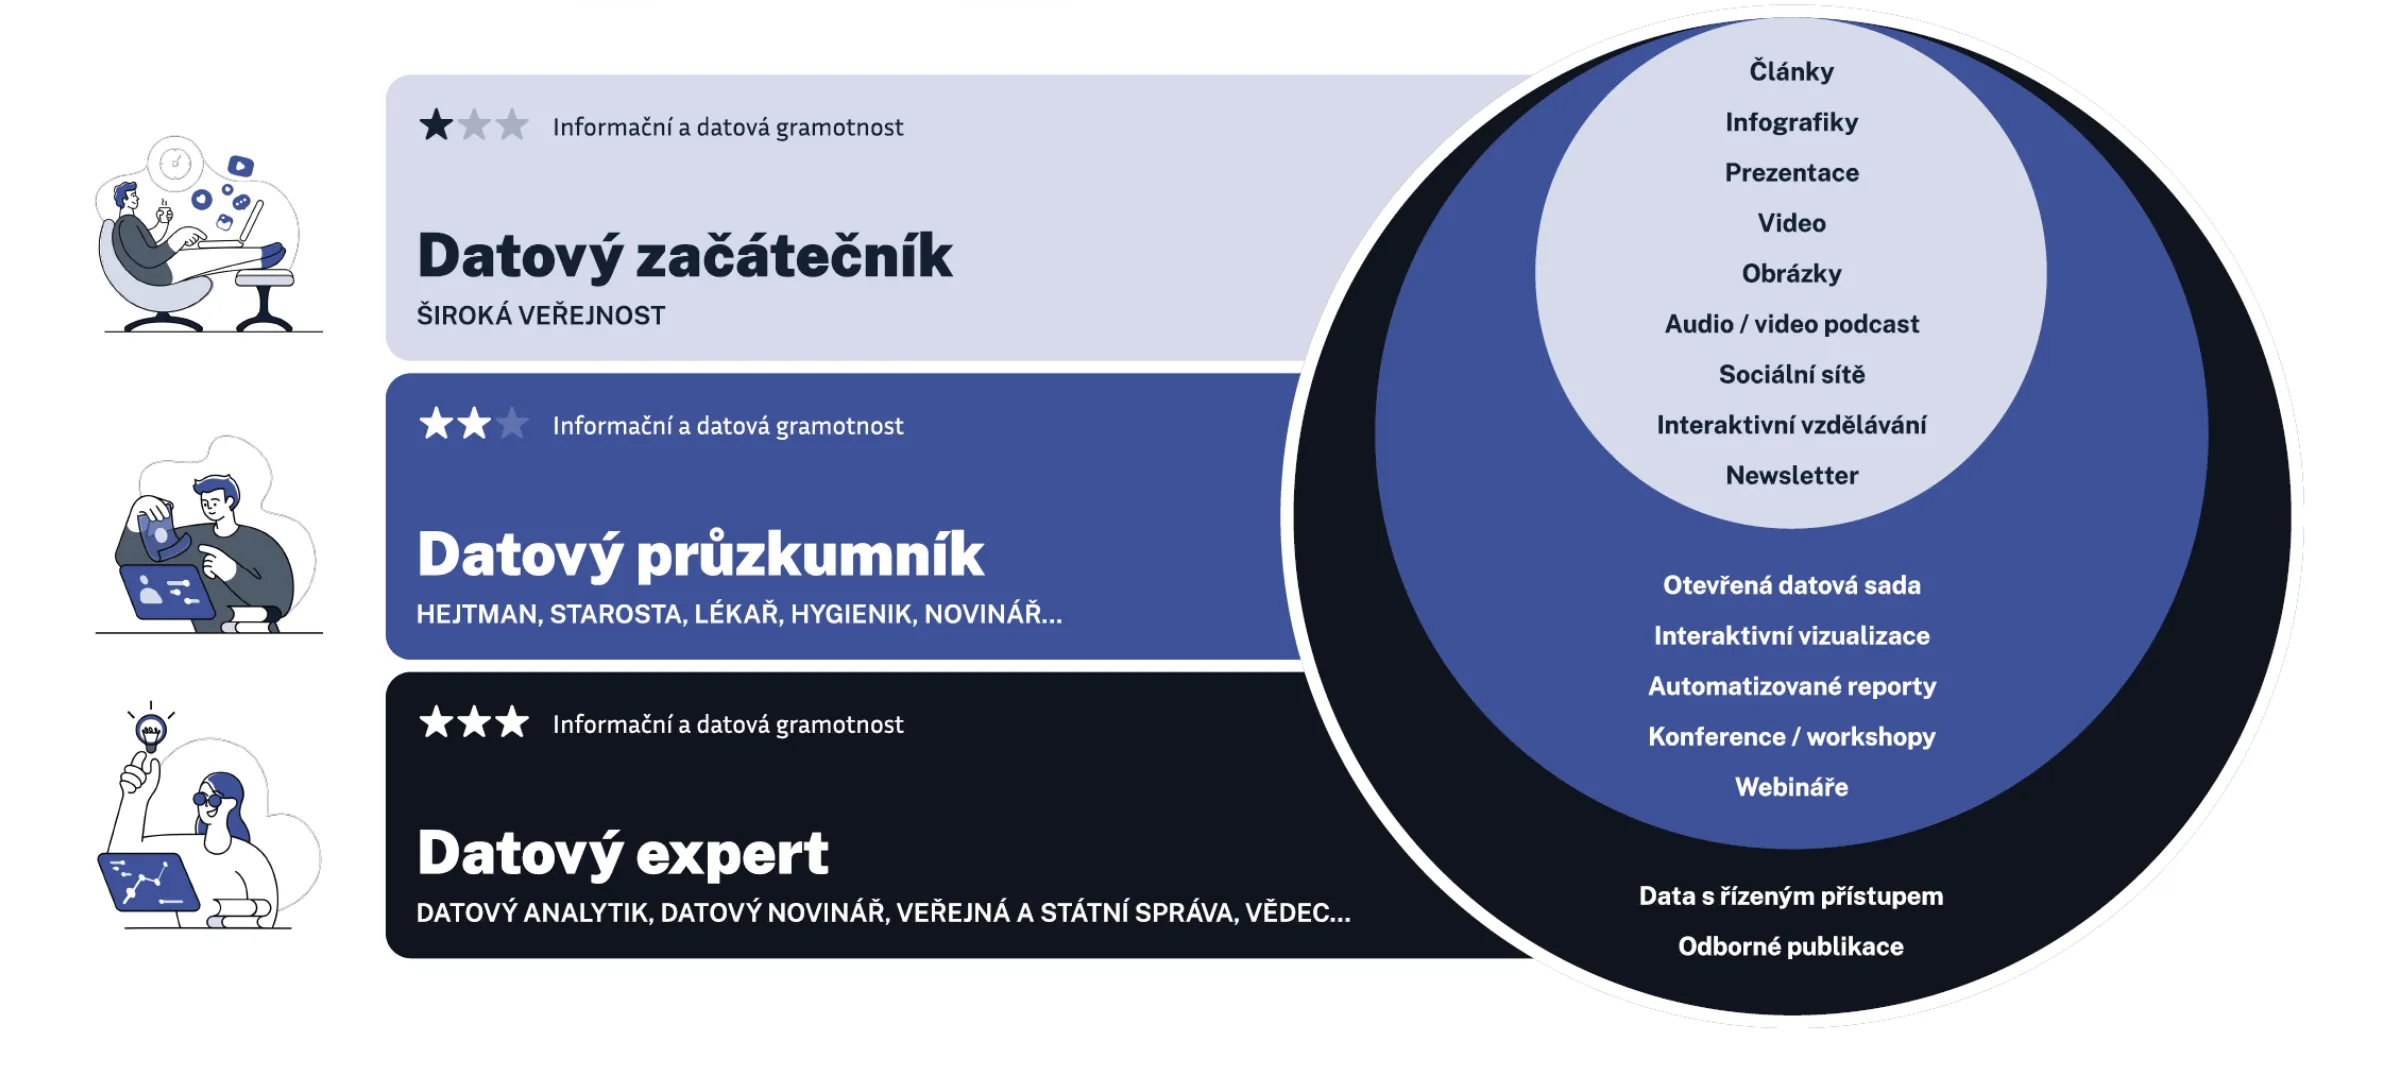 Informační a datová gramotnost
Datový začátečník
ŠIROKÁ VEŘEJNOST
Informační a datová gramotnost
Datový průzkumník
HEJTMAN, STAROSTA, LÉKAŘ, HYGIENIK, NOVINÁŘ...
Informační a datová gramotnost
Datový expert
DATOVÝ ANALYTIK, DATOVÝ NOVINÁŘ, VEŘEJNÁ A STÁTNÍ SPRÁVA, VĚDEC...
Články
Infografiky
Prezentace
Video
Obrázky
Audio / video podcast
Sociální sítě
Interaktivní vzdělávání
Newsletter
Otevřená datová sada
Interaktivní vizualizace
Automatizované reporty
Konference / workshopy
Webináře
Data s řízeným přístupem
Odborné publikace